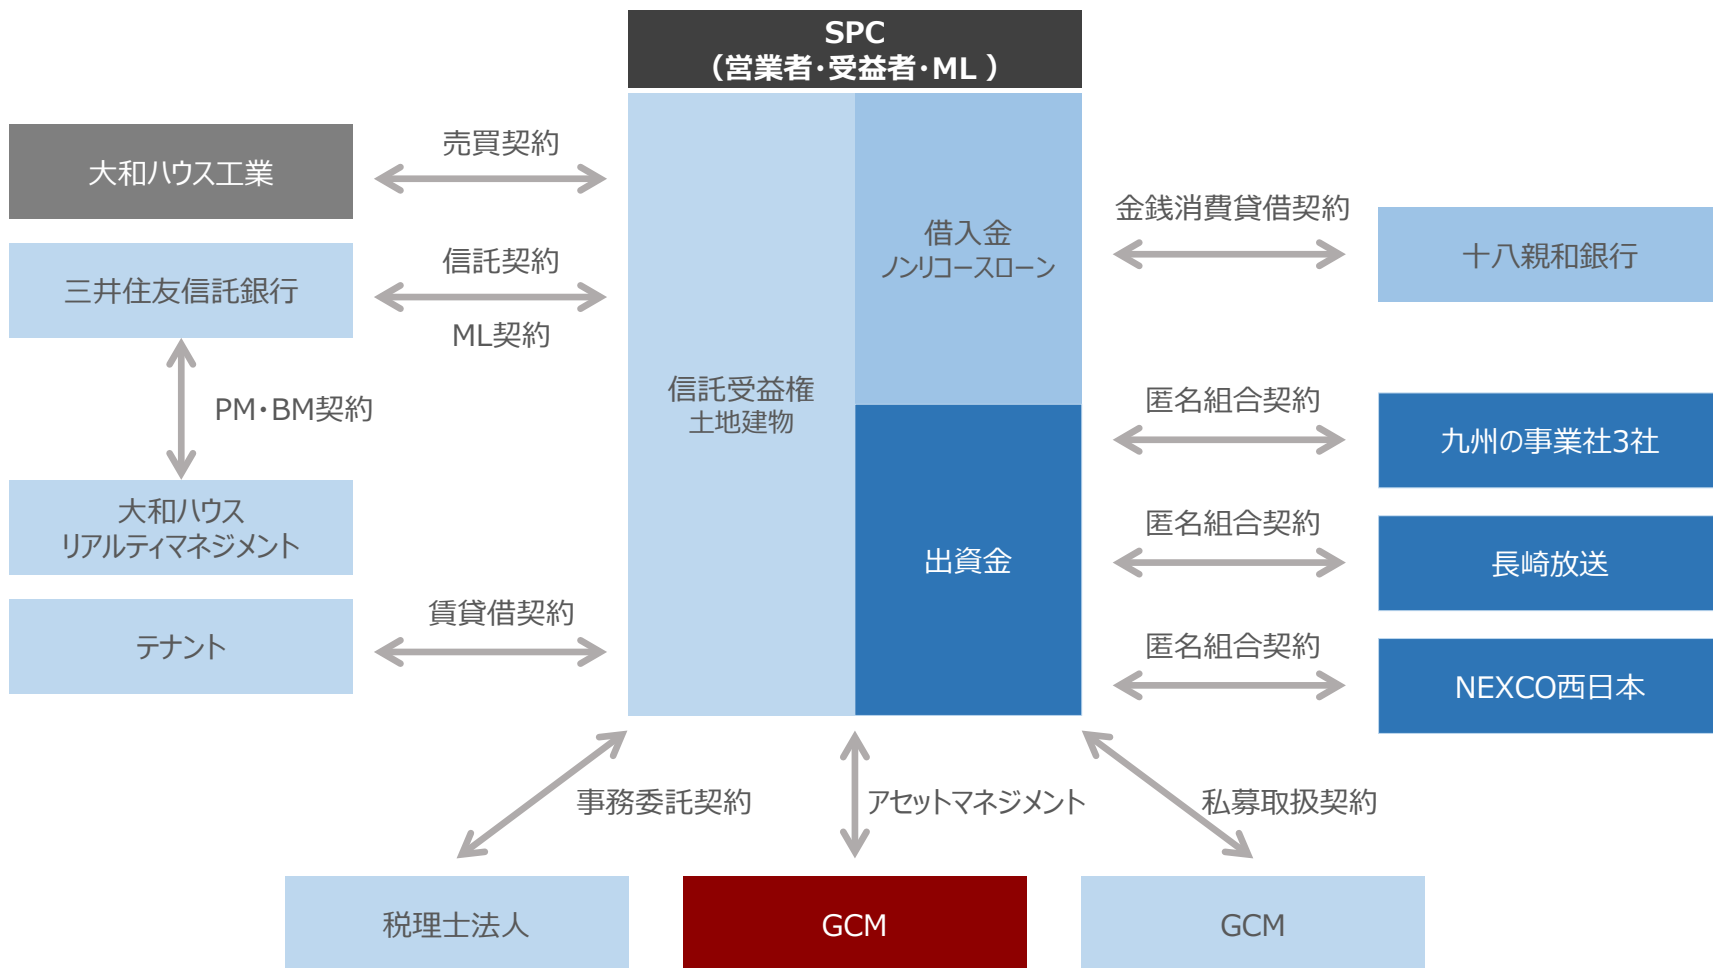 SPC
（営業者・受益者・ML ）
大和ハウス工業
売買契約
三井住友信託銀行
信託契約
ML契約
PM・BM契約
大和ハウス
リアルティマネジメント
テナント
賃貸借契約
信託受益権
土地建物
借入金
ノンリコースローン
出資金
金銭消費貸借契約
十八親和銀行
匿名組合契約
九州の事業社3社
匿名組合契約
長崎放送
匿名組合契約
NEXCO西日本
事務委託契約
アセットマネジメント
私募取扱契約
税理士法人
GCM
GCM